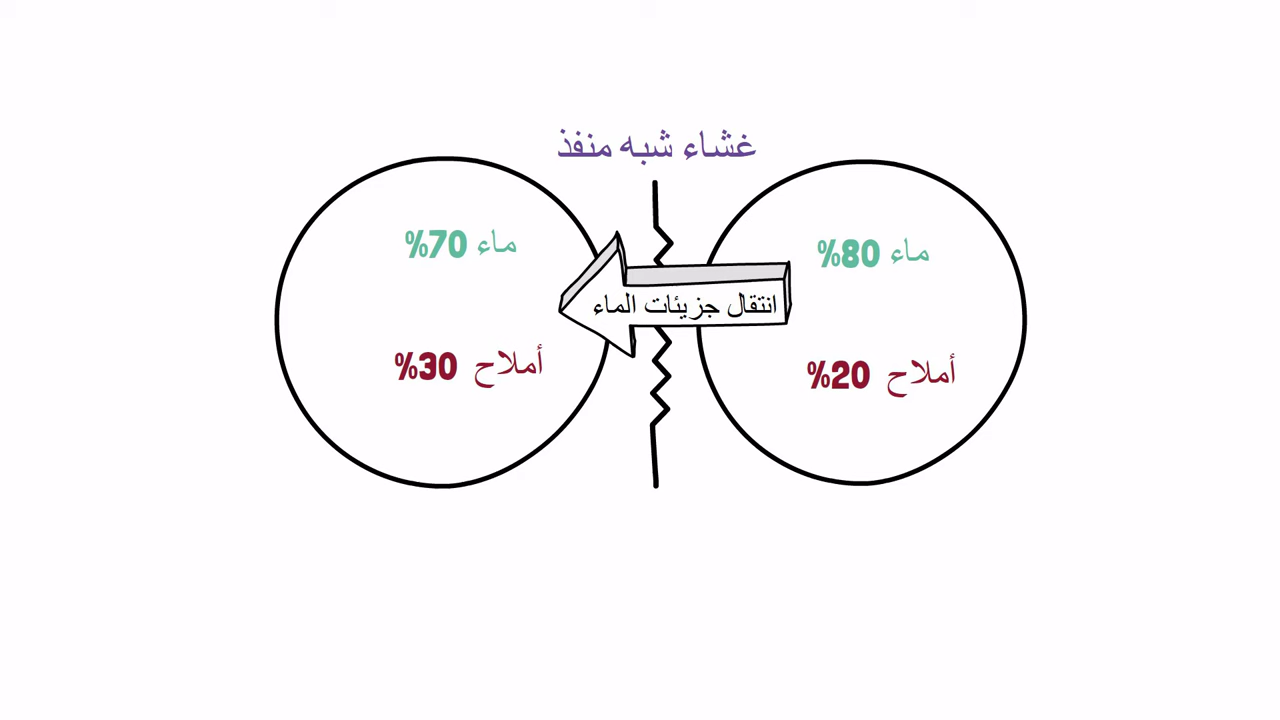 غشاء شبه منفذ
ماء 80%
أملاح 20%
انتقال جزيئات الماء
ماء 70%
أملاح 30%